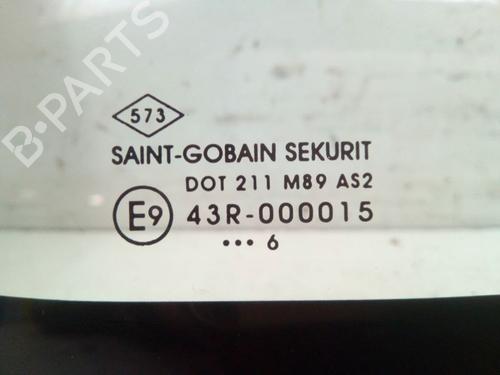 573
SAINT-GOBAIN SEKURIT
DOT 211 M89 AS2
E9 43R-000015
••• 6
B-PARTS